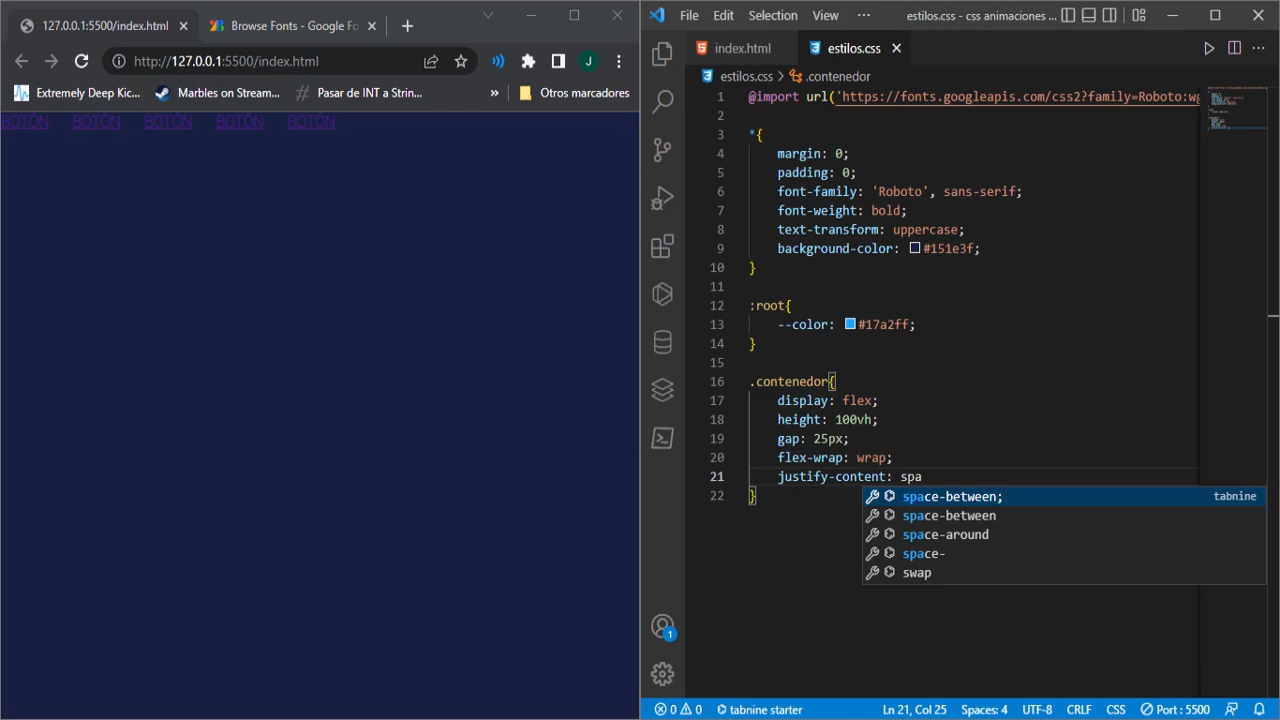 127.0.0.1:5500/index.html
Browse Fonts - Google Fo
http://127.0.0.1:5500/index.html
J
Extremely Deep Kic...
Marbles on Stream...
Pasar de INT a Strin...
»
Otros marcadores
BOTÓN BOTÓN BOTÓN BOTÓN BOTÓN
File Edit Selection View ··· estilos.css - css animaciones ...
index.html
estilos.css
estilos.css > .contenedor
1 @import url('https://fonts.googleapis.com/css2?family=Roboto:wg
2
3 *{
4 margin: 0;
5 padding: 0;
6 font-family: 'Roboto', sans-serif;
7 font-weight: bold;
8 text-transform: uppercase;
9 background-color: #151e3f;
10 }
11
12 :root{
13 --color: #17a2ff;
14 }
15
16 .contenedor{
17 display: flex;
18 height: 100vh;
19 gap: 25px;
20 flex-wrap: wrap;
21 justify-content: spa
22 }
space-between; tabnine
space-between
space-around
space-
swap
1
0 0 tabnine starter Ln 21, Col 25 Spaces: 4 UTF-8 CRLF CSS Port : 5500